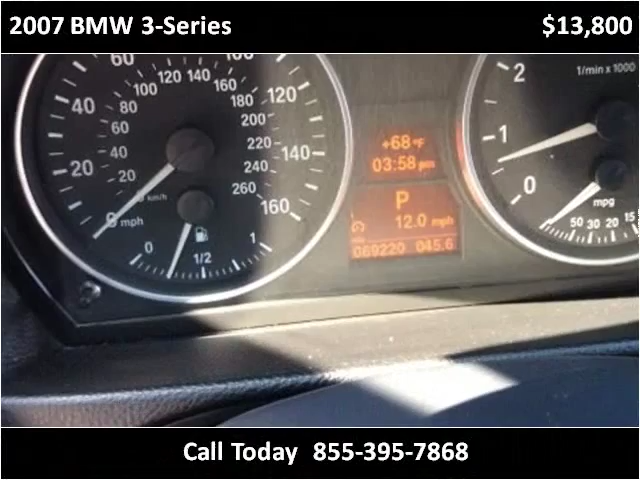 2007 BMW 3-Series $13,800
60 100
40 120 140 120
100 160
80 180
60 200
40 220 140
20 20 240
260
0 km/h 160
0 mph
0 1/2 1
+68 °F
03:58 pm
P
12.0 mph
069220 045.6
2 1/min x 1000
1
0
mpg
50 30 20 15
Call Today 855-395-7868